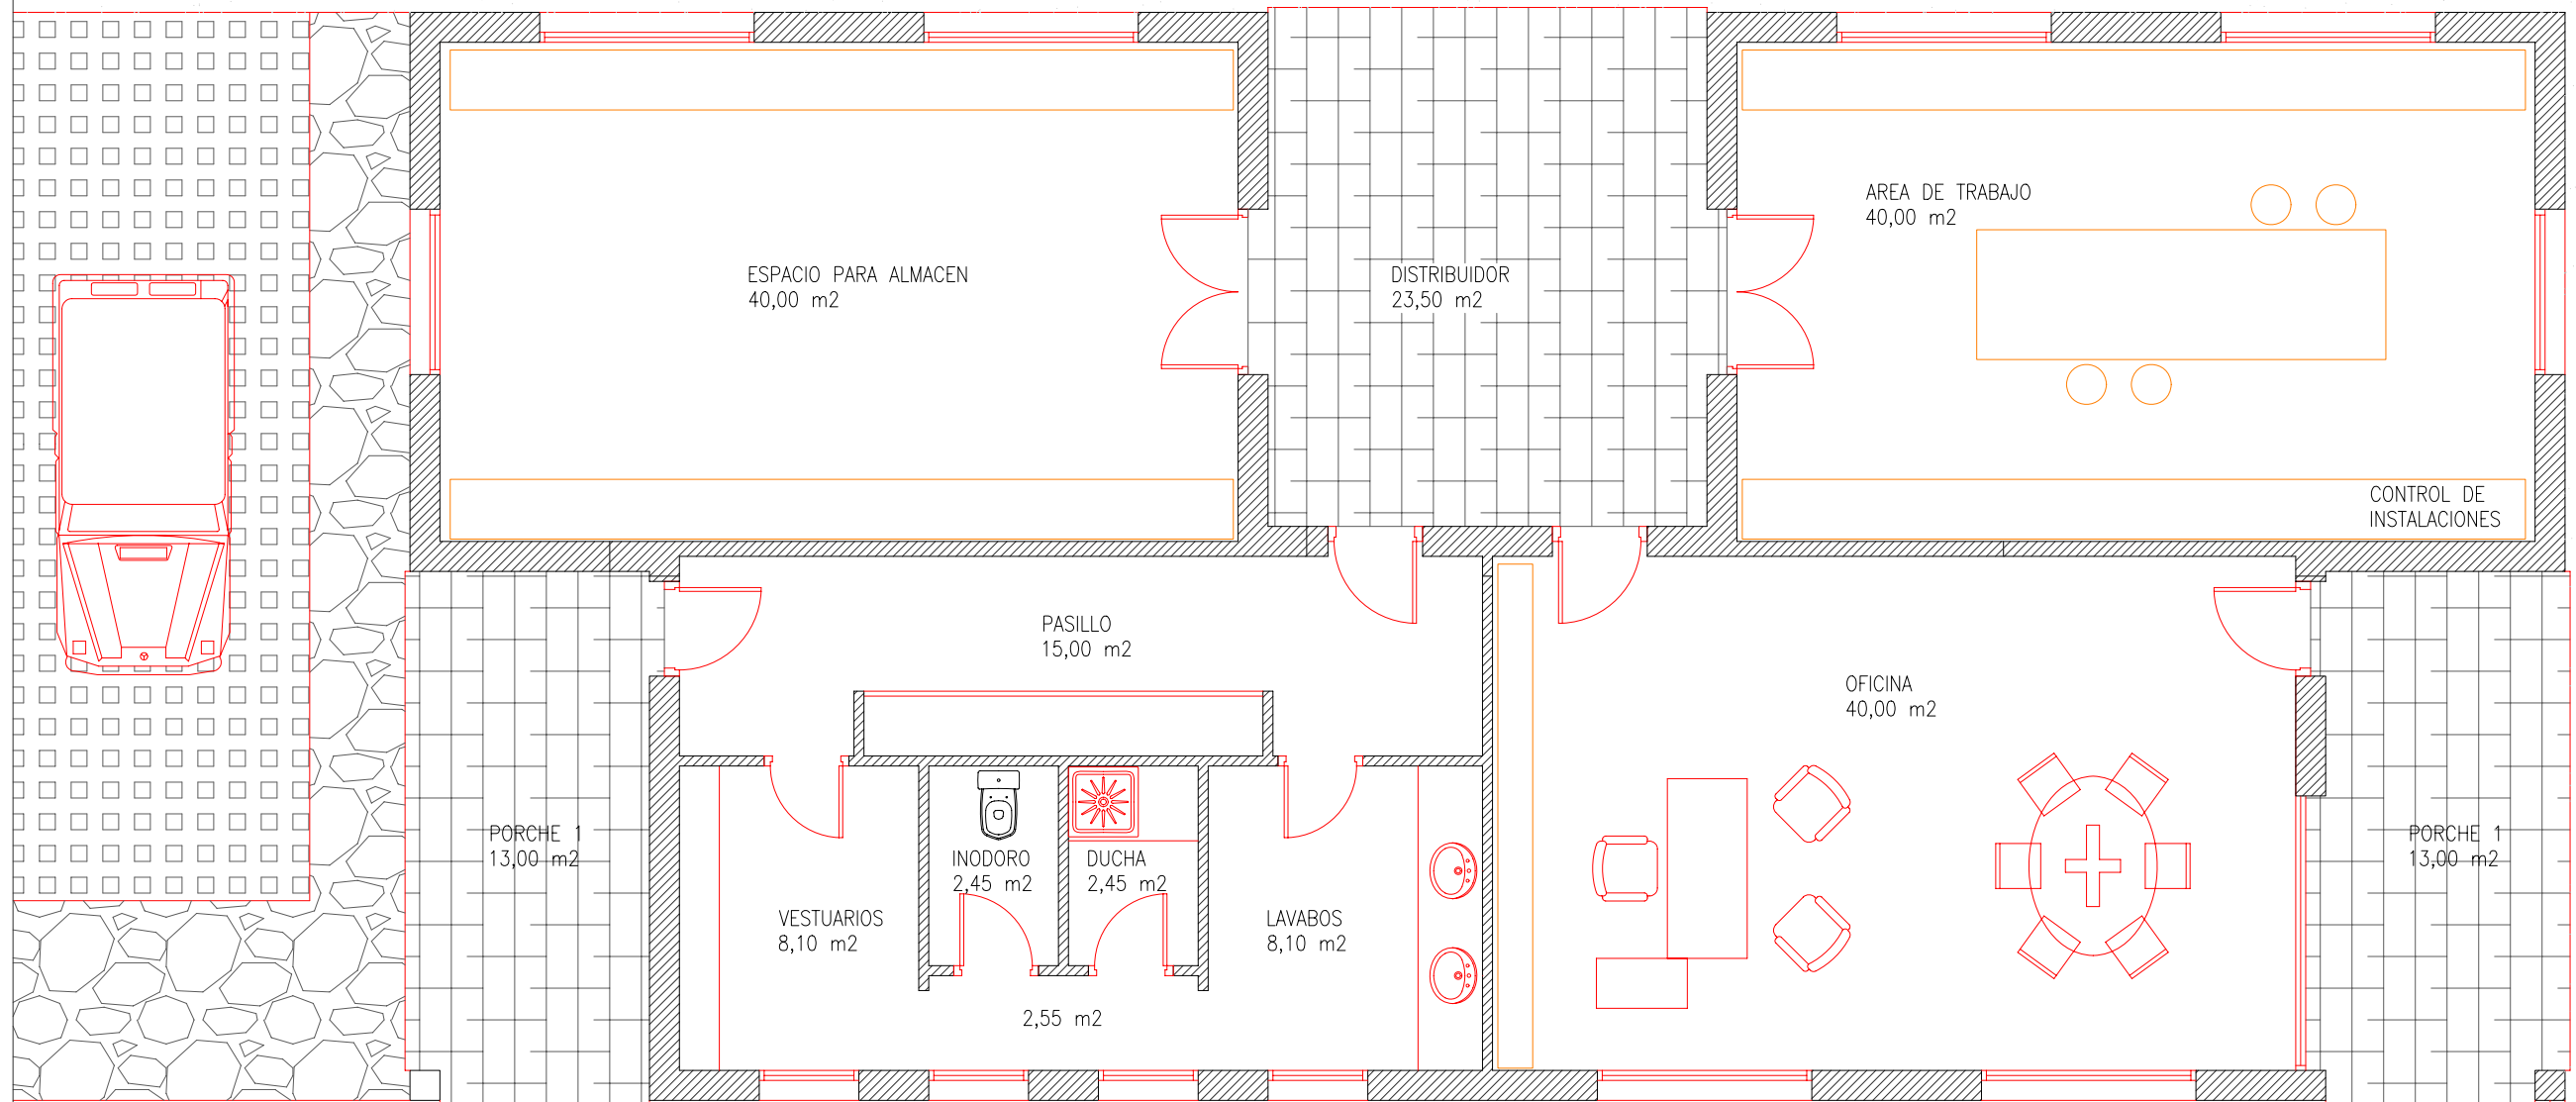 ESPACIO PARA ALMACEN
40,00 m2
DISTRIBUIDOR
23,50 m2
AREA DE TRABAJO
40,00 m2
CONTROL DE
INSTALACIONES
PASILLO
15,00 m2
OFICINA
40,00 m2
PORCHE 1
13,00 m2
VESTUARIOS
8,10 m2
INODORO
2,45 m2
DUCHA
2,45 m2
LAVABOS
8,10 m2
2,55 m2
PORCHE 1
13,00 m2